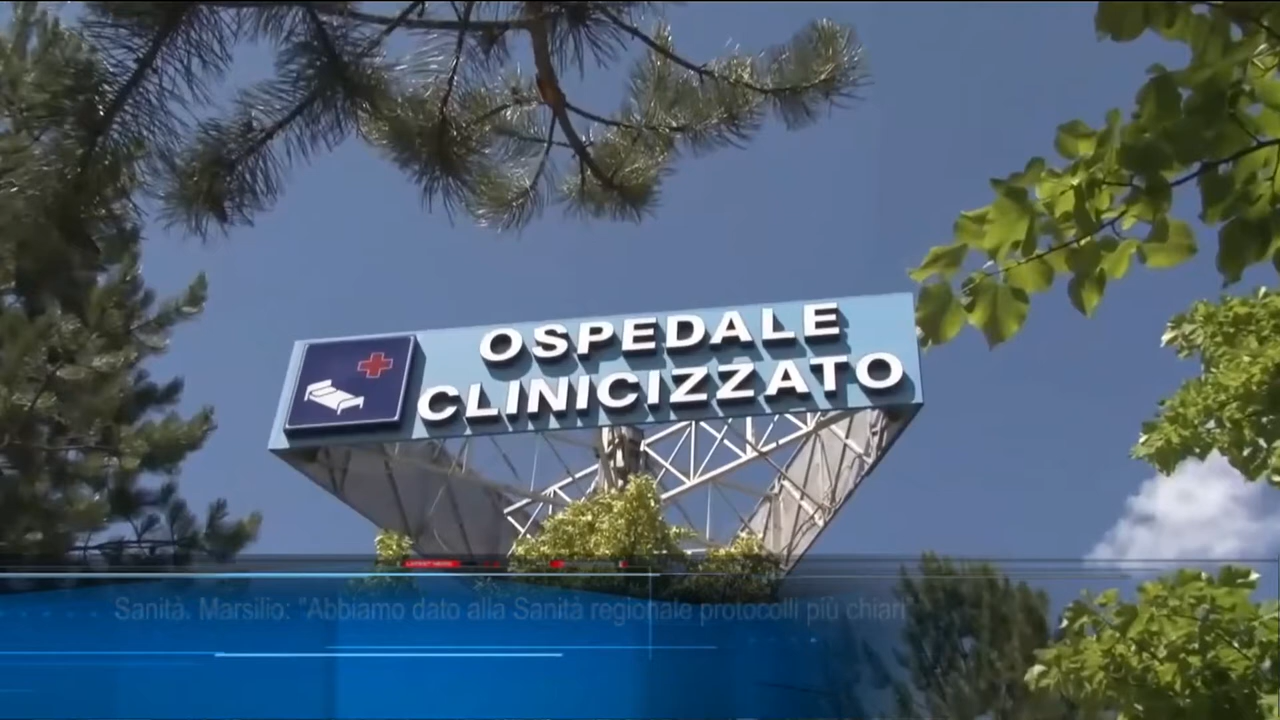 OSPEDALE
CLINICIZZATO
Sanità. Marsilio: "Abbiamo dato alla Sanità regionale protocolli più chiari